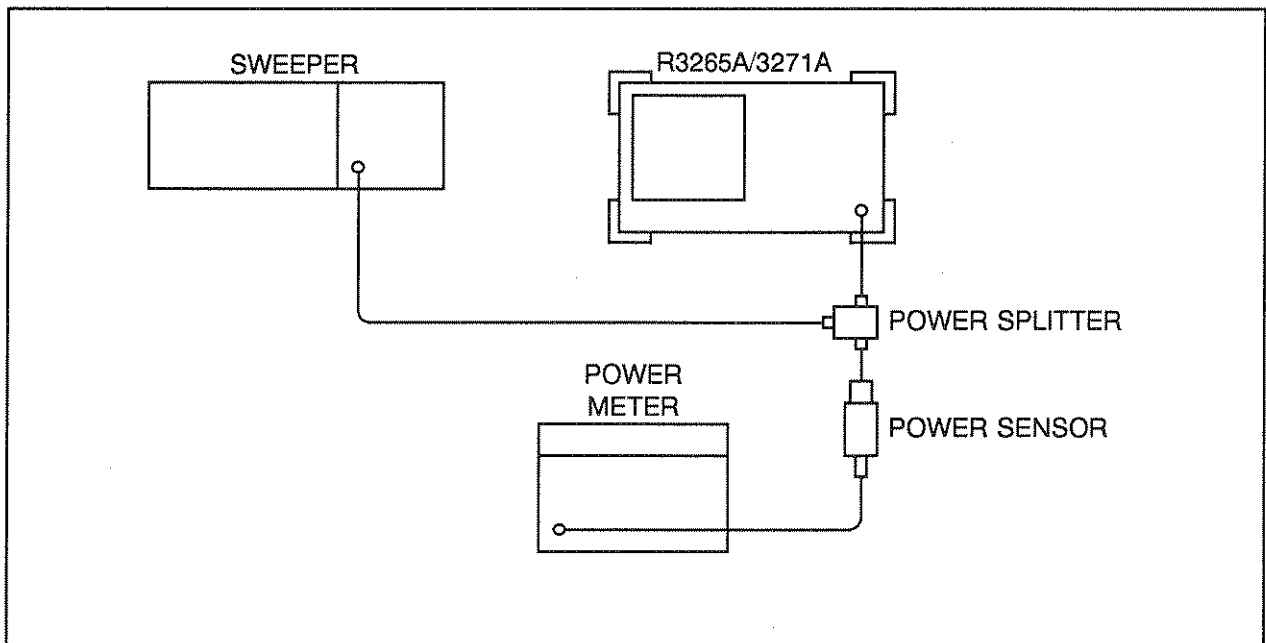 SWEEPER
R3265A/3271A
POWER SPLITTER
POWER
METER
POWER SENSOR